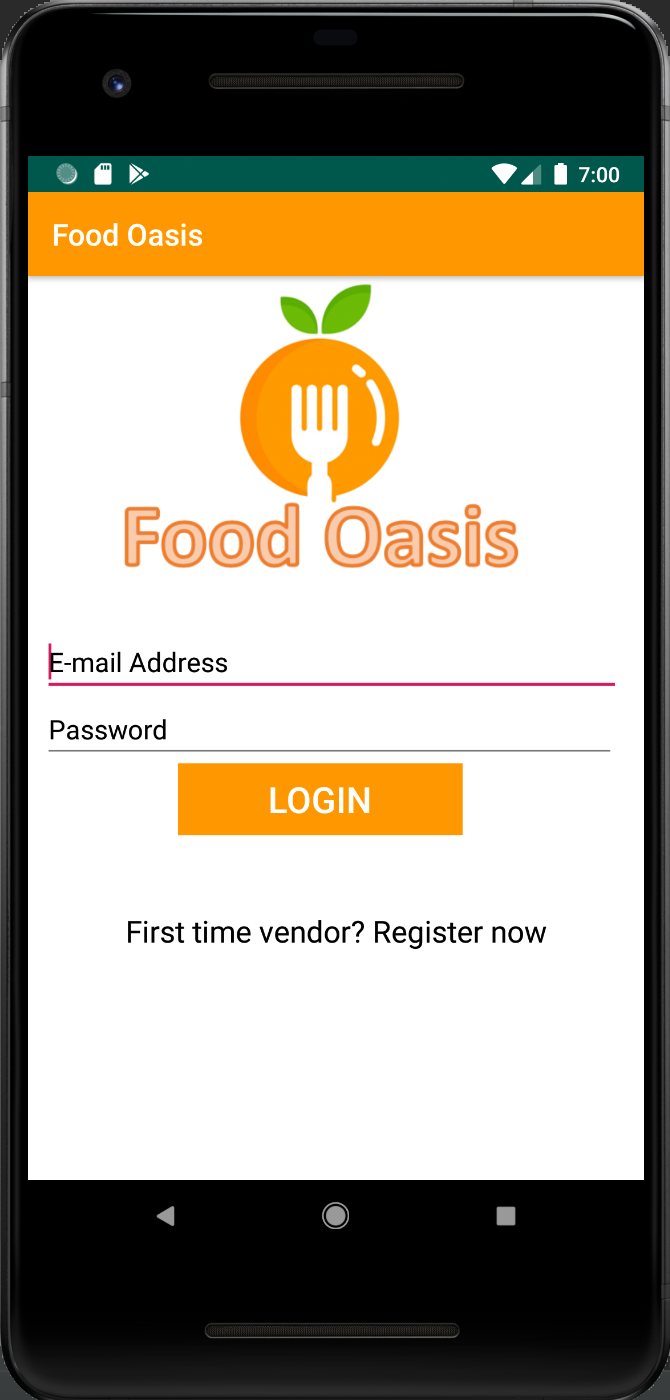 7:00
Food Oasis
Food Oasis
E-mail Address
Password
LOGIN
First time vendor? Register now